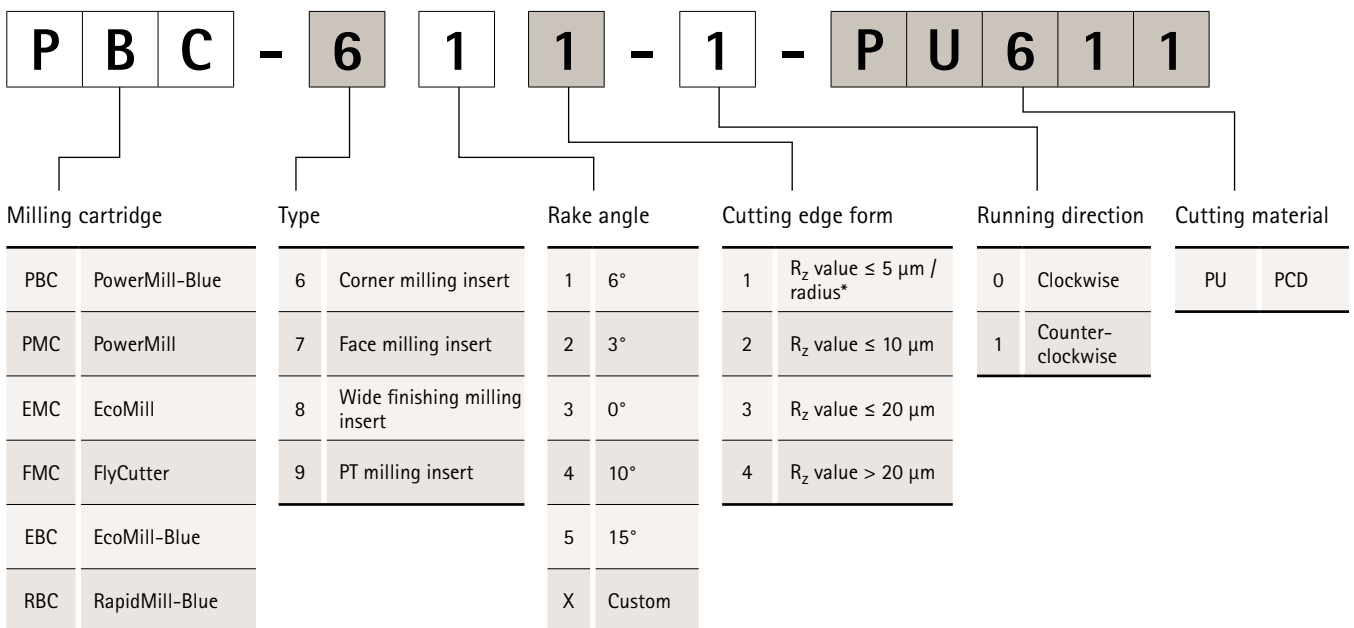 PBC - 6 1 1 - 1 - PU611
Milling cartridge
PBC PowerMill-Blue
PMC PowerMill
EMC EcoMill
FMC FlyCutter
EBC EcoMill-Blue
RBC RapidMill-Blue
Type
6 Corner milling insert
7 Face milling insert
8 Wide finishing milling
insert
9 PT milling insert
Rake angle
1 6°
2 3°
3 0°
4 10°
5 15°
X Custom
Cutting edge form
1 Rz value ≤ 5 µm /
radius*
2 Rz value ≤ 10 µm
3 Rz value ≤ 20 µm
4 Rz value > 20 µm
Running direction
0 Clockwise
1 Counter-
clockwise
Cutting material
PU PCD